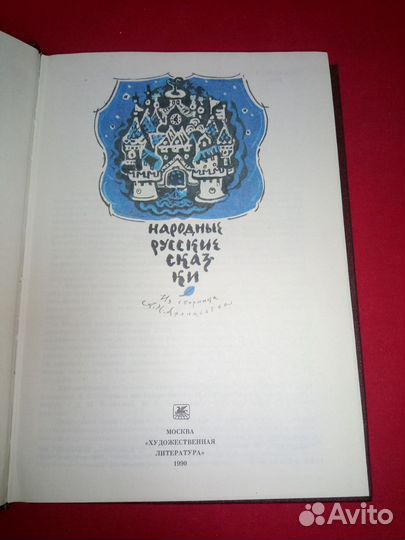 НАРОДНЫЕ
РУССКИЕ
СКАЗ
КИ
Из сборника
А.Н. Афанасьева
МОСКВА
«ХУДОЖЕСТВЕННАЯ
ЛИТЕРАТУРА»
1990
Avito